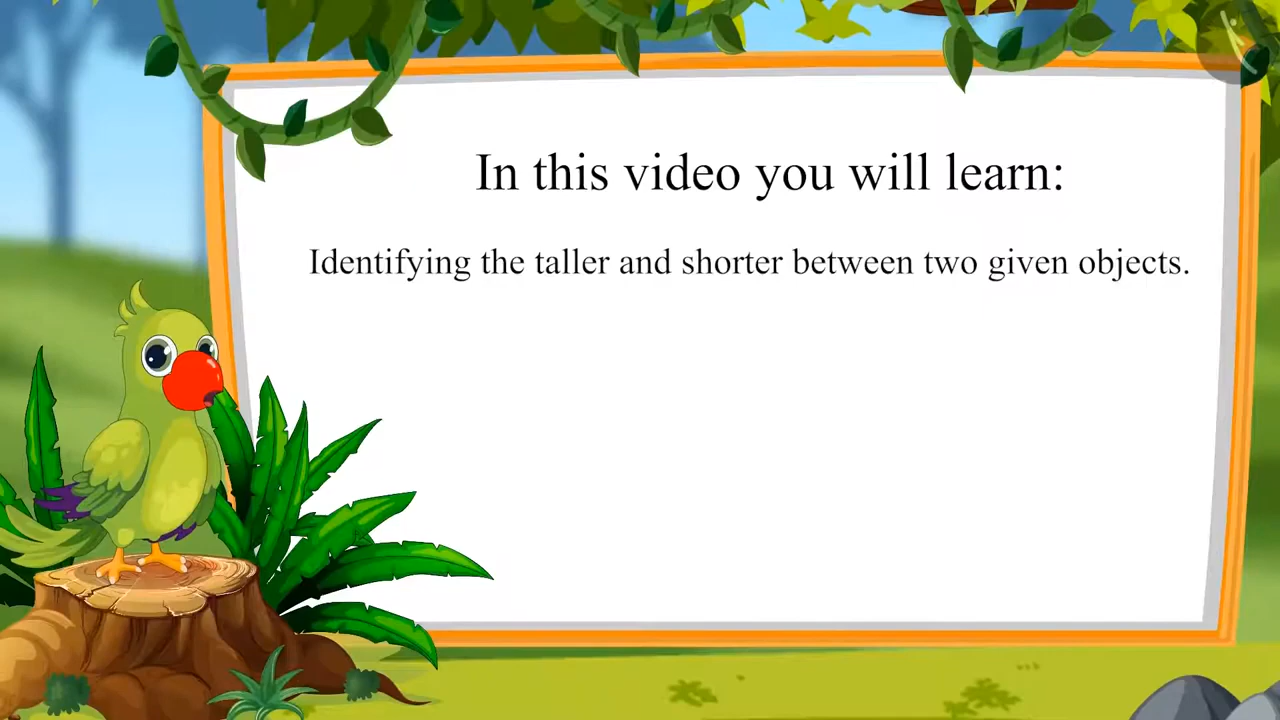 In this video you will learn:
Identifying the taller and shorter between two given objects.